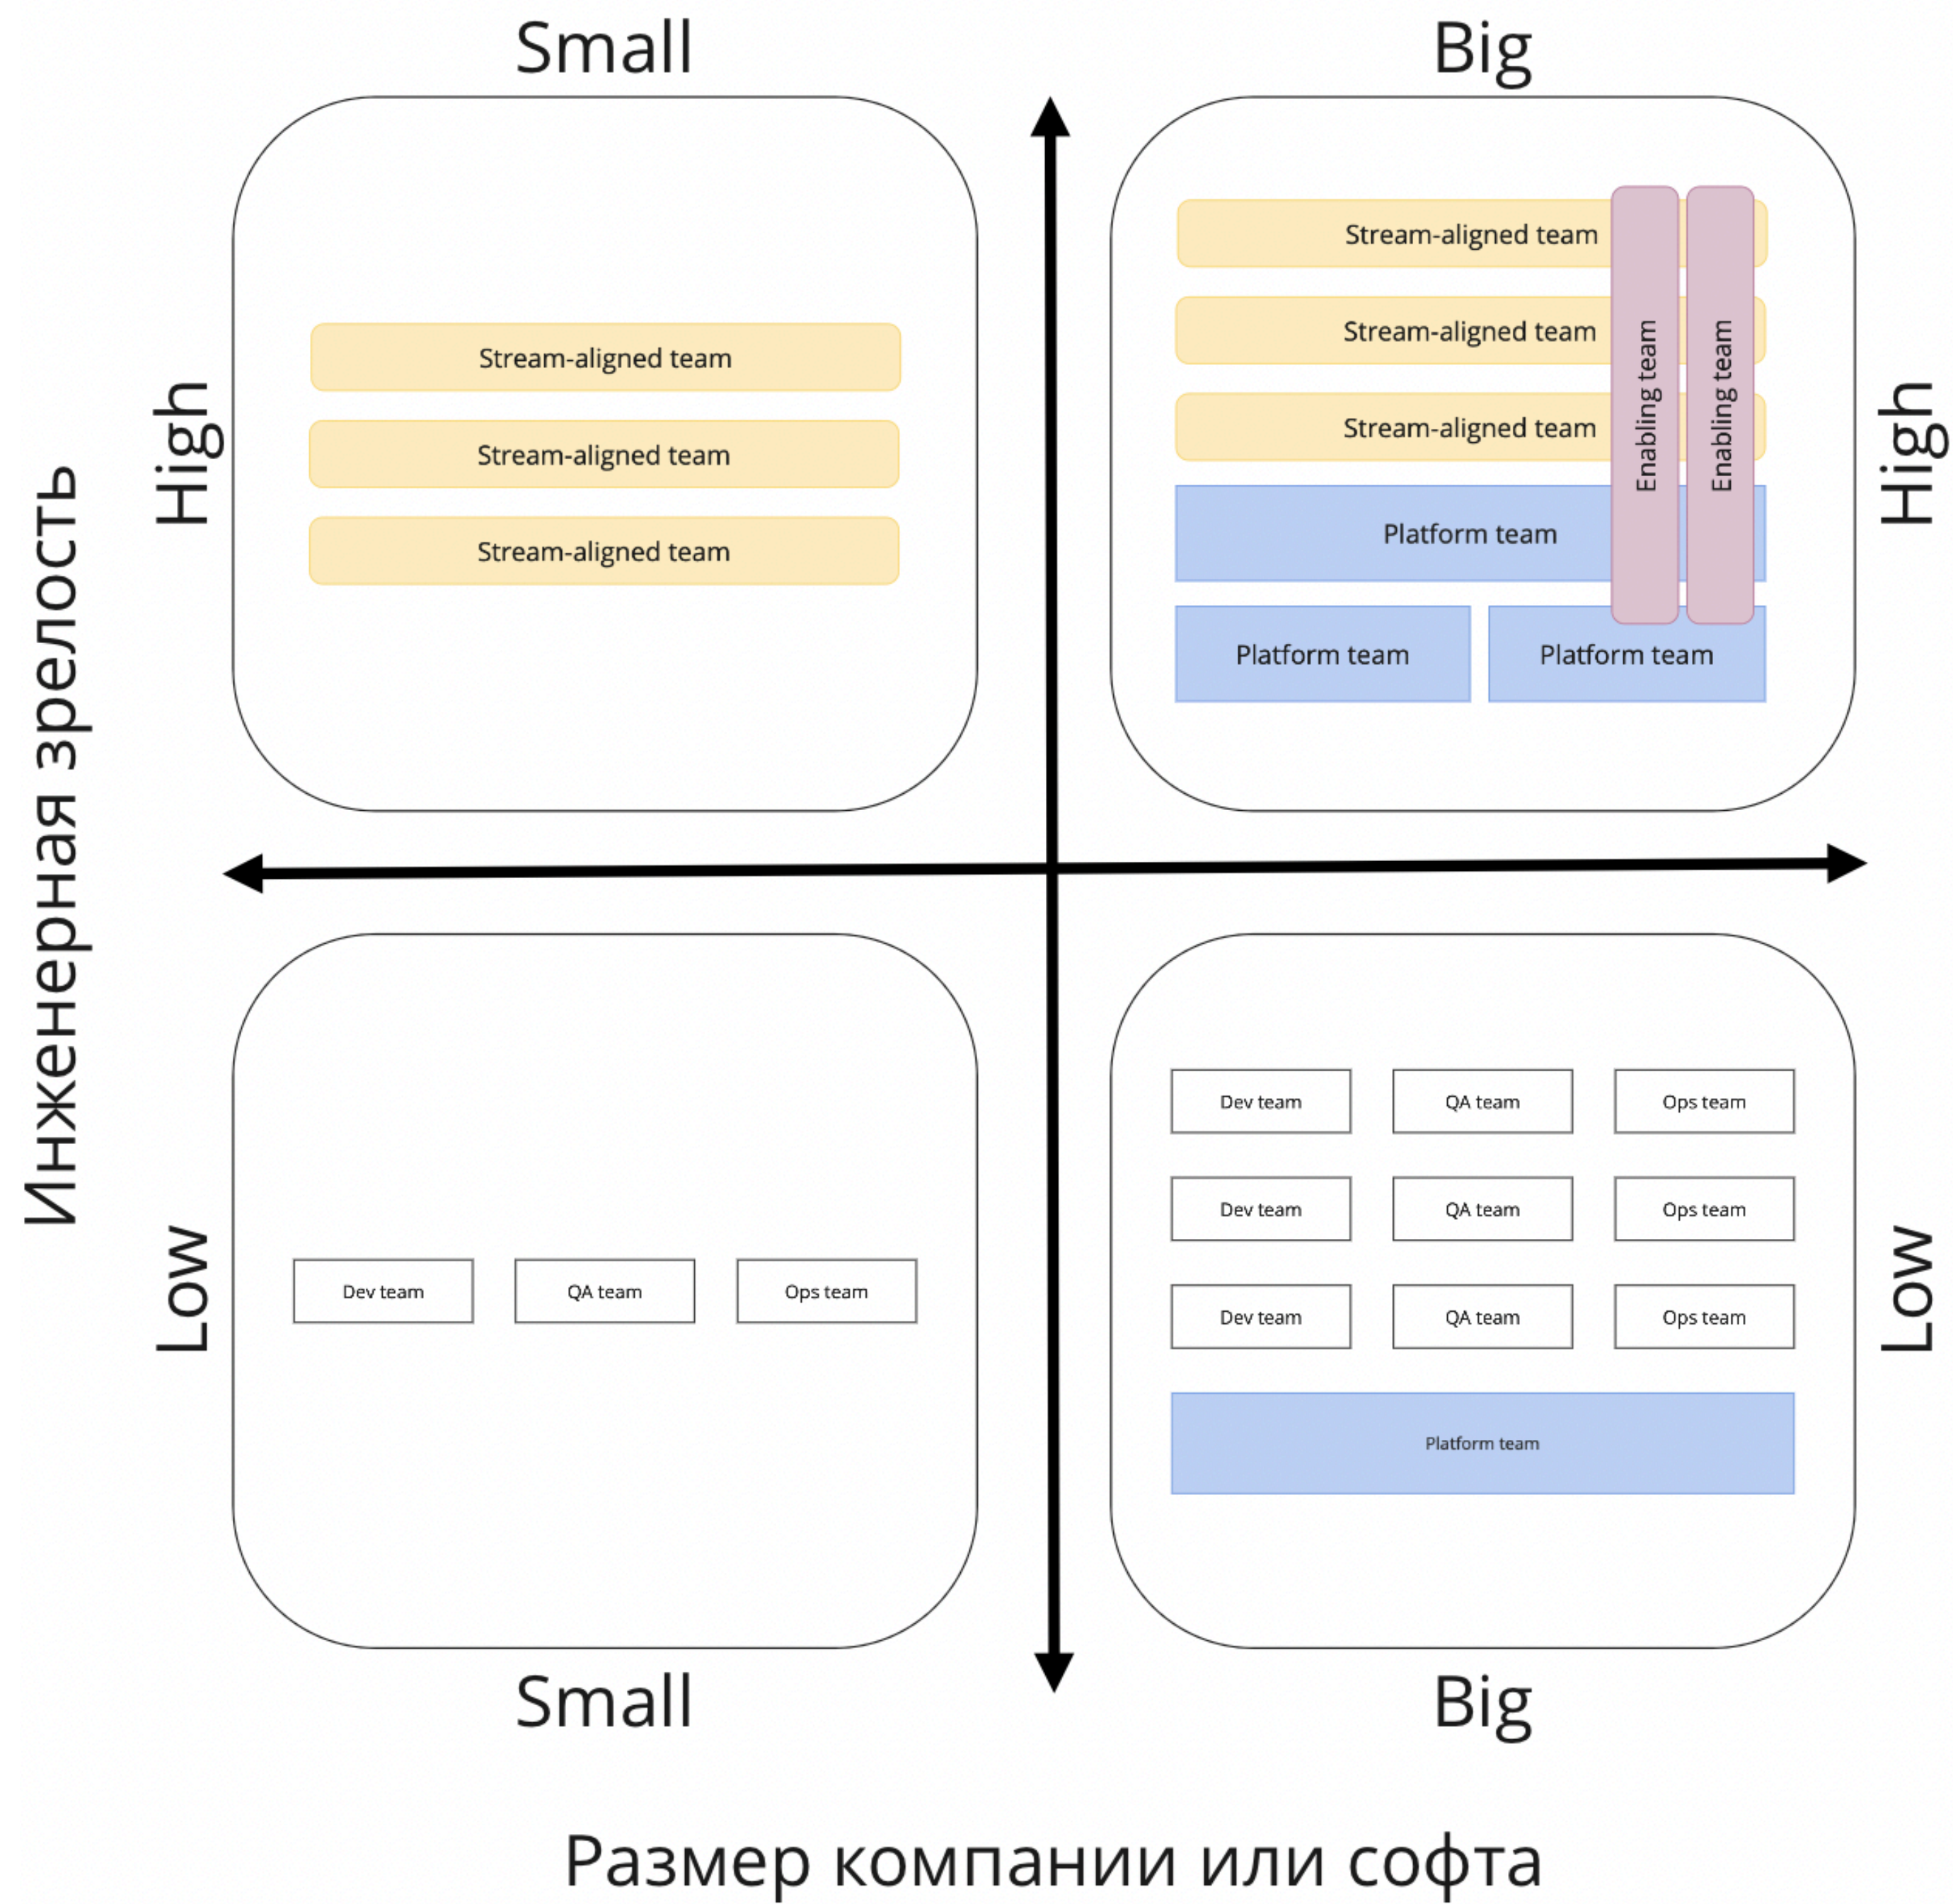 Small
Big
Инженерная зрелость
High
Stream-aligned team
Stream-aligned team
Stream-aligned team
Stream-aligned team
Stream-aligned team
Stream-aligned team
Platform team
Platform team
Platform team
Enabling team
Enabling team
High
Low
Dev team
QA team
Ops team
Dev team
QA team
Ops team
Dev team
QA team
Ops team
Dev team
QA team
Ops team
Platform team
Low
Small
Big
Размер компании или софта